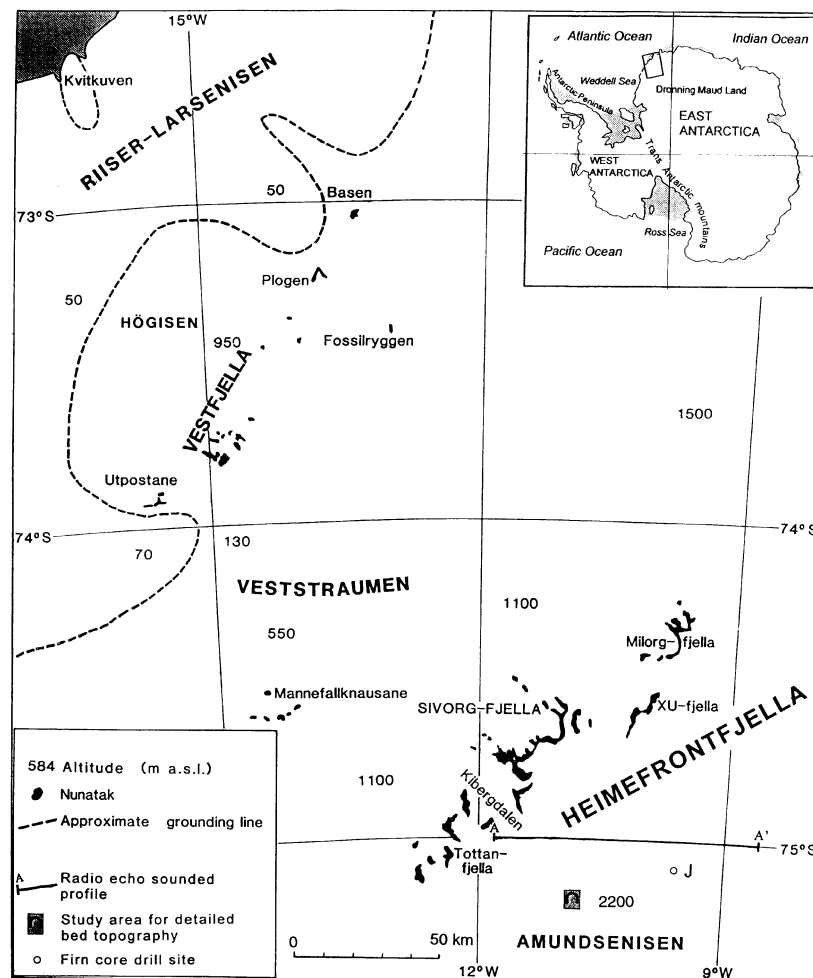 15°W
Kvitkuven
RIISER-LARSENISEN
Atlantic Ocean
Indian Ocean
Weddell Sea
Antarctic Peninsula
Dronning Maud Land
EAST
ANTARCTICA
WEST
ANTARCTICA
Trans Antarctic mountains
Ross Sea
Pacific Ocean
50
Basen
73°S
Plogen
50
HÖGISEN
950
Fossilryggen
VESTFJELLA
1500
Utpostane
74°S
70
130
74°S
VESTSTRAUMEN
1100
550
Milorg-fjella
Mannefallknausane
SIVORG-FJELLA
XU-fjella
HEIMEFRONTFJELLA
1100
Kibergdalen
A
A'
75°S
Tottan-
fjella
J
2200
AMUNDSENISEN
584 Altitude (m a.s.l.)
Nunatak
Approximate grounding line
A
Radio echo sounded
profile
Study area for detailed
bed topography
Firn core drill site
0
50 km
12°W
9°W